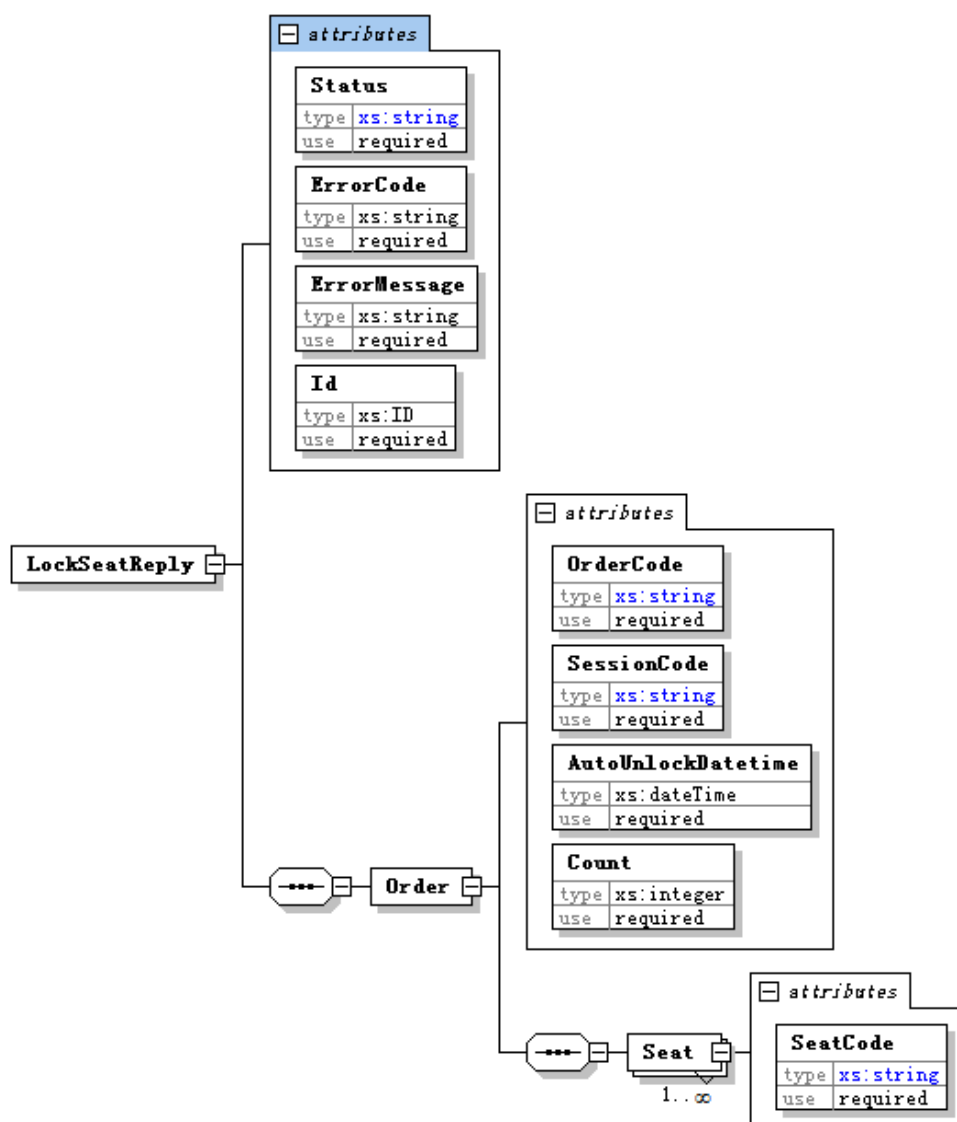 attributes
Status
type xs:string
use required
ErrorCode
type xs:string
use required
ErrorMessage
type xs:string
use required
Id
type xs:ID
use required
LockSeatReply
attributes
OrderCode
type xs:string
use required
SessionCode
type xs:string
use required
AutoUnlockDatetime
type xs:dateTime
use required
Count
type xs:integer
use required
Order
attributes
SeatCode
type xs:string
use required
Seat
1..∞